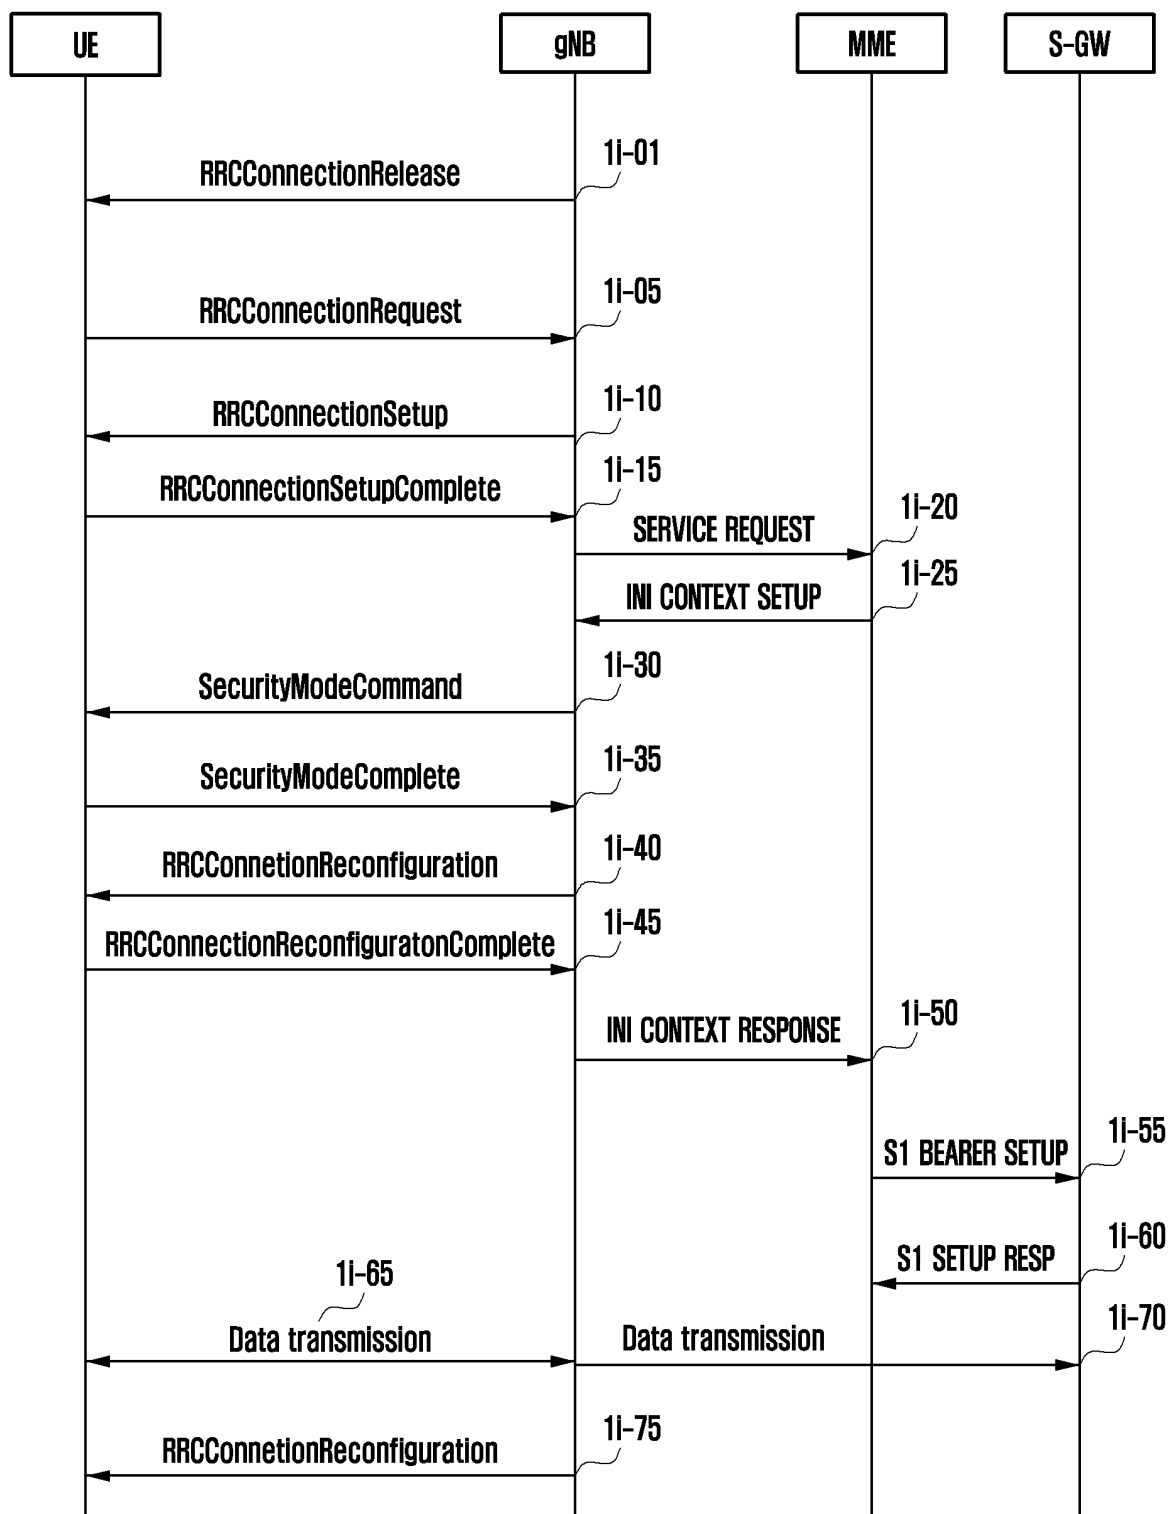 UE
gNB
MME
S-GW
1i-01
RRCConnectionRelease
1i-05
RRCConnectionRequest
1i-10
RRCConnectionSetup
1i-15
RRCConnectionSetupComplete
1i-20
SERVICE REQUEST
1i-25
INI CONTEXT SETUP
1i-30
SecurityModeCommand
1i-35
SecurityModeComplete
1i-40
RRCConnetionReconfiguration
1i-45
RRCConnectionReconfiguratonComplete
1i-50
INI CONTEXT RESPONSE
1i-55
S1 BEARER SETUP
1i-60
S1 SETUP RESP
1i-65
Data transmission
1i-70
Data transmission
1i-75
RRCConnetionReconfiguration